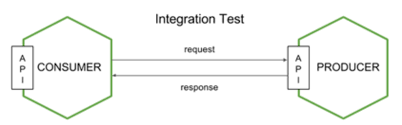 Integration Test
request
A
P
I
CONSUMER
A
P
I
PRODUCER
response